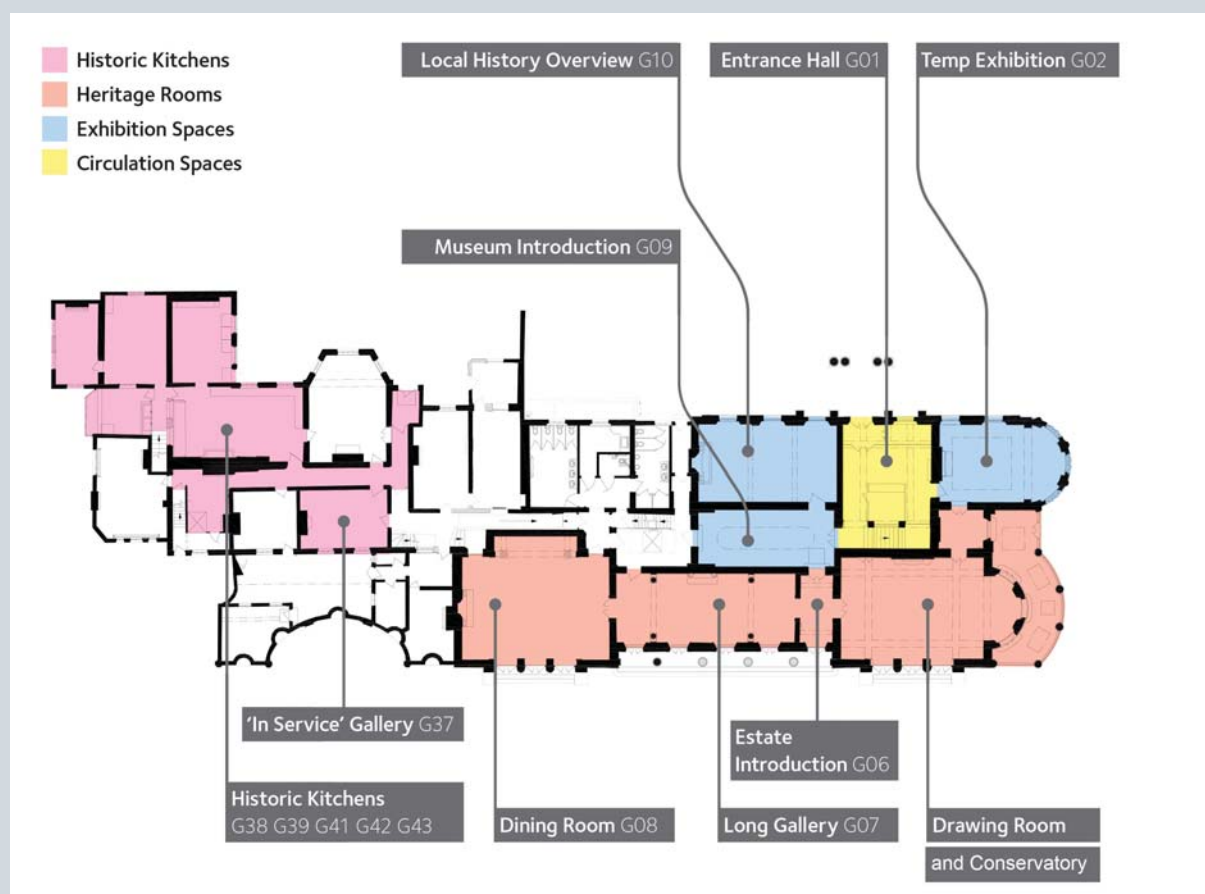 Historic Kitchens
Heritage Rooms
Exhibition Spaces
Circulation Spaces
Local History Overview G10
Entrance Hall G01
Temp Exhibition G02
Museum Introduction G09
'In Service' Gallery G37
Historic Kitchens
G38 G39 G41 G42 G43
Dining Room G08
Long Gallery G07
Estate
Introduction G06
Drawing Room
and Conservatory